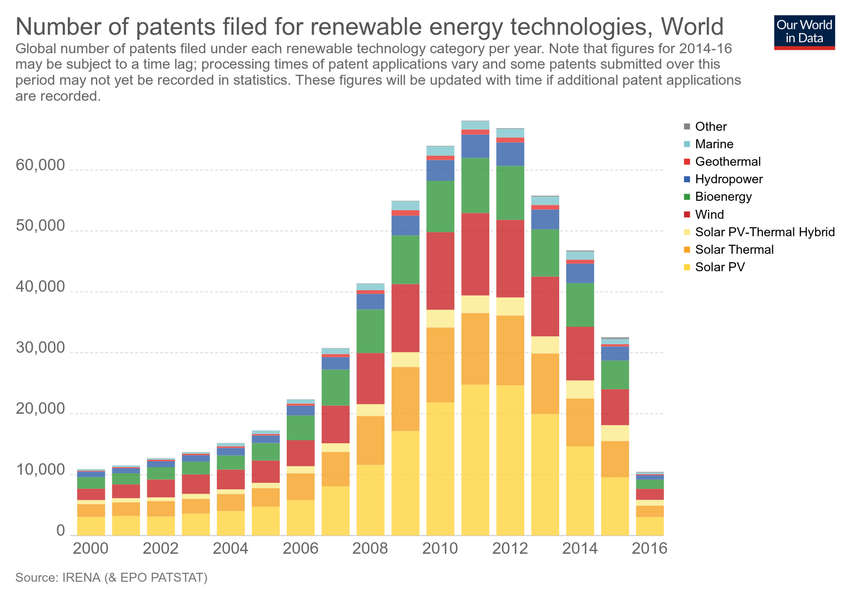 Number of patents filed for renewable energy technologies, World
Our World
in Data
Global number of patents filed under each renewable technology category per year. Note that figures for 2014-16
may be subject to a time lag; processing times of patent applications vary and some patents submitted over this
period may not yet be recorded in statistics. These figures will be updated with time if additional patent applications
are recorded.
60,000
50,000
40,000
30,000
20,000
10,000
0
2000
2002
2004
2006
2008
2010
2012
2014
2016
Other
Marine
Geothermal
Hydropower
Bioenergy
Wind
Solar PV-Thermal Hybrid
Solar Thermal
Solar PV
Source: IRENA (& EPO PATSTAT)